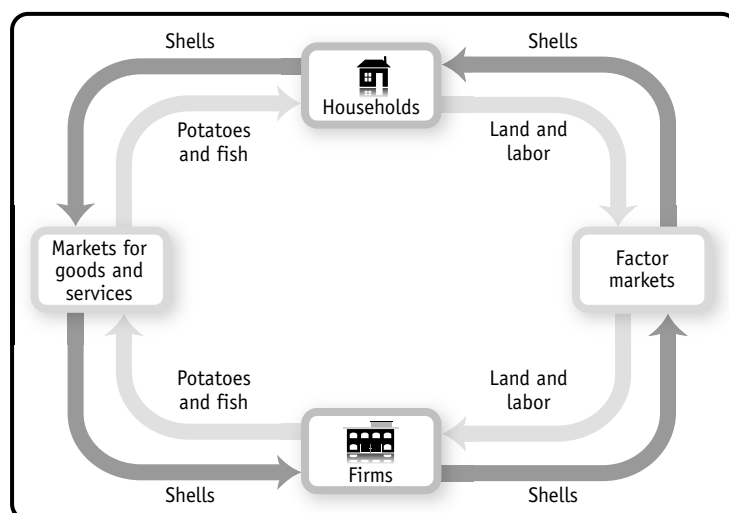 Shells
Shells
Households
Potatoes
and fish
Land and
labor
Markets for
goods and
services
Factor
markets
Potatoes
and fish
Land and
labor
Firms
Shells
Shells